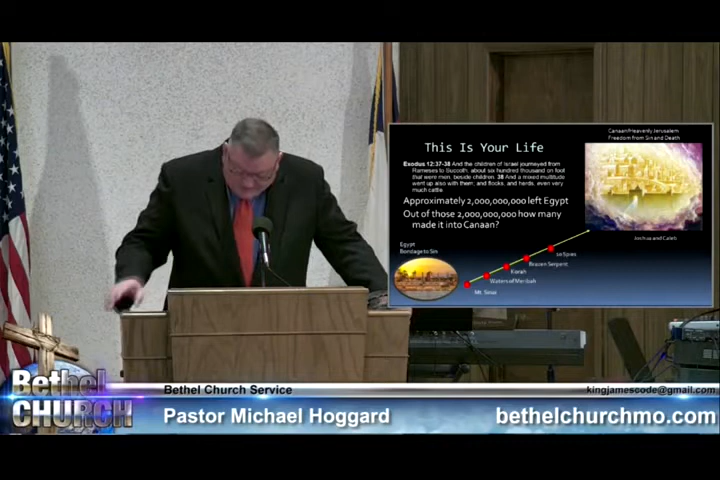 Canaan/Heavenly Jerusalem
Freedom from Sin and Death
This Is Your Life
Exodus 12:37-38 And the children of Israel journeyed from
Rameses to Succoth, about six hundred thousand on foot
that were men, beside children. 38 And a mixed multitude
went up also with them; and flocks, and herds, even very
much cattle.
Approximately 2,000,000,000 left Egypt
Out of those 2,000,000,000 how many
made it into Canaan?
Joshua and Caleb
Egypt
Bondage to Sin
10 Spies
Brazen Serpent
Korah
Waters of Meribah
Mt. Sinai
Bethel
CHURCH
Bethel Church Service
kingjamescode@gmail.com
Pastor Michael Hoggard
bethelchurchmo.com